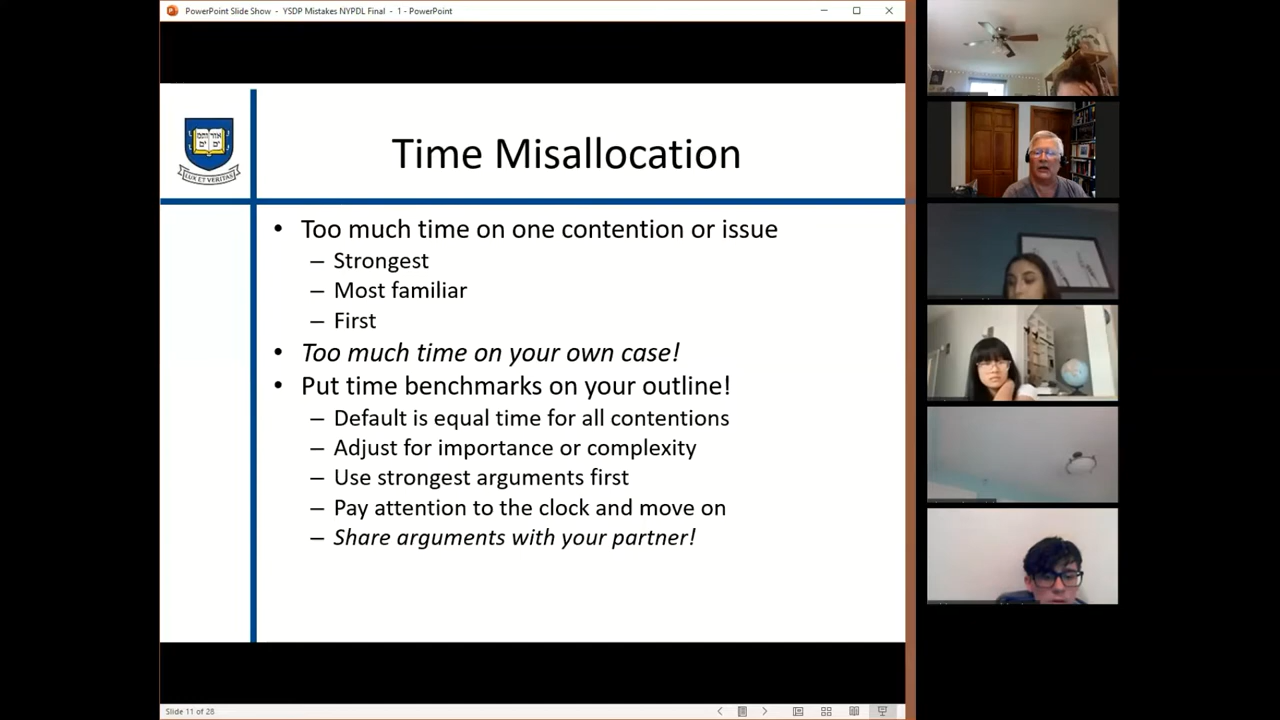 PowerPoint Slide Show - YSDP Mistakes NYPDL Final - 1 - PowerPoint
אורים
ותמים
LUX ET VERITAS
Time Misallocation
• Too much time on one contention or issue
– Strongest
– Most familiar
– First
• Too much time on your own case!
• Put time benchmarks on your outline!
– Default is equal time for all contentions
– Adjust for importance or complexity
– Use strongest arguments first
– Pay attention to the clock and move on
– Share arguments with your partner!
Slide 11 of 28